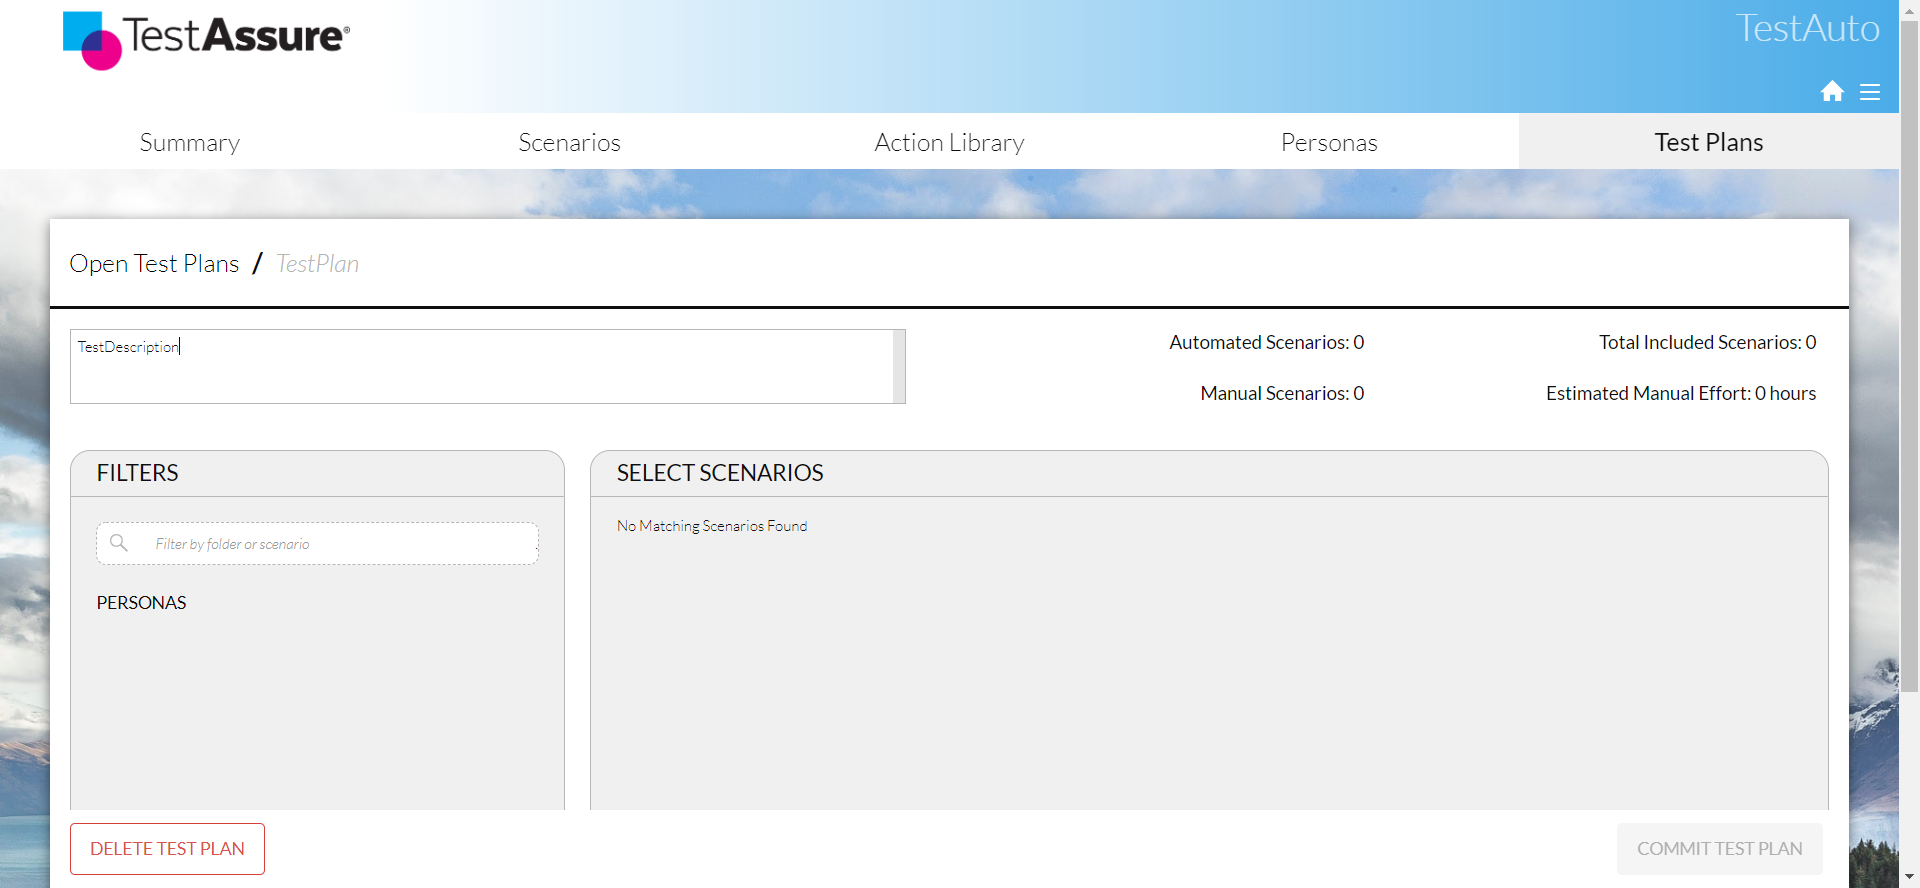 TestAssure®
TestAuto
Summary
Scenarios
Action Library
Personas
Test Plans
Open Test Plans / TestPlan
TestDescription
Automated Scenarios: 0
Total Included Scenarios: 0
Manual Scenarios: 0
Estimated Manual Effort: 0 hours
FILTERS
Filter by folder or scenario
PERSONAS
SELECT SCENARIOS
No Matching Scenarios Found
DELETE TEST PLAN
COMMIT TEST PLAN